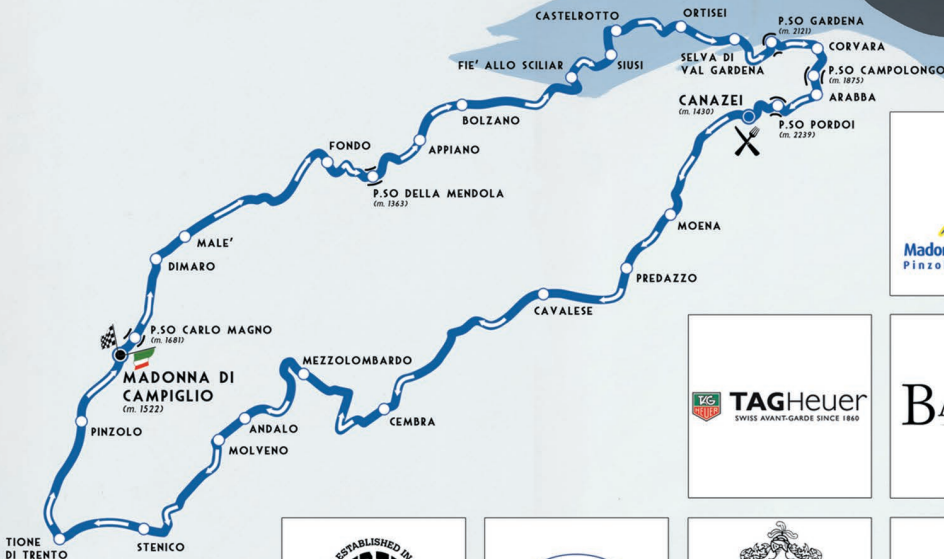 CASTELROTTO
ORTISEI
P.SO GARDENA
(m. 2121)
CORVARA
FIE' ALLO SCILIAR
SIUSI
SELVA DI
VAL GARDENA
P.SO CAMPOLONGO
(m. 1875)
ARABBA
CANAZEI
(m. 1430)
P.SO PORDOI
(m. 2239)
BOLZANO
APPIANO
FONDO
P.SO DELLA MENDOLA
(m. 1363)
MALE'
DIMARO
MOENA
PREDAZZO
CAVALESE
P.SO CARLO MAGNO
(m. 1681)
MADONNA DI
CAMPIGLIO
(m. 1522)
PINZOLO
MEZZOLOMBARDO
CEMBRA
ANDALO
MOLVENO
STENICO
TIONE
DI TRENTO
TAG
HEUER
TAGHeuer
SWISS AVANT-GARDE SINCE 1860
ESTABLISHED IN